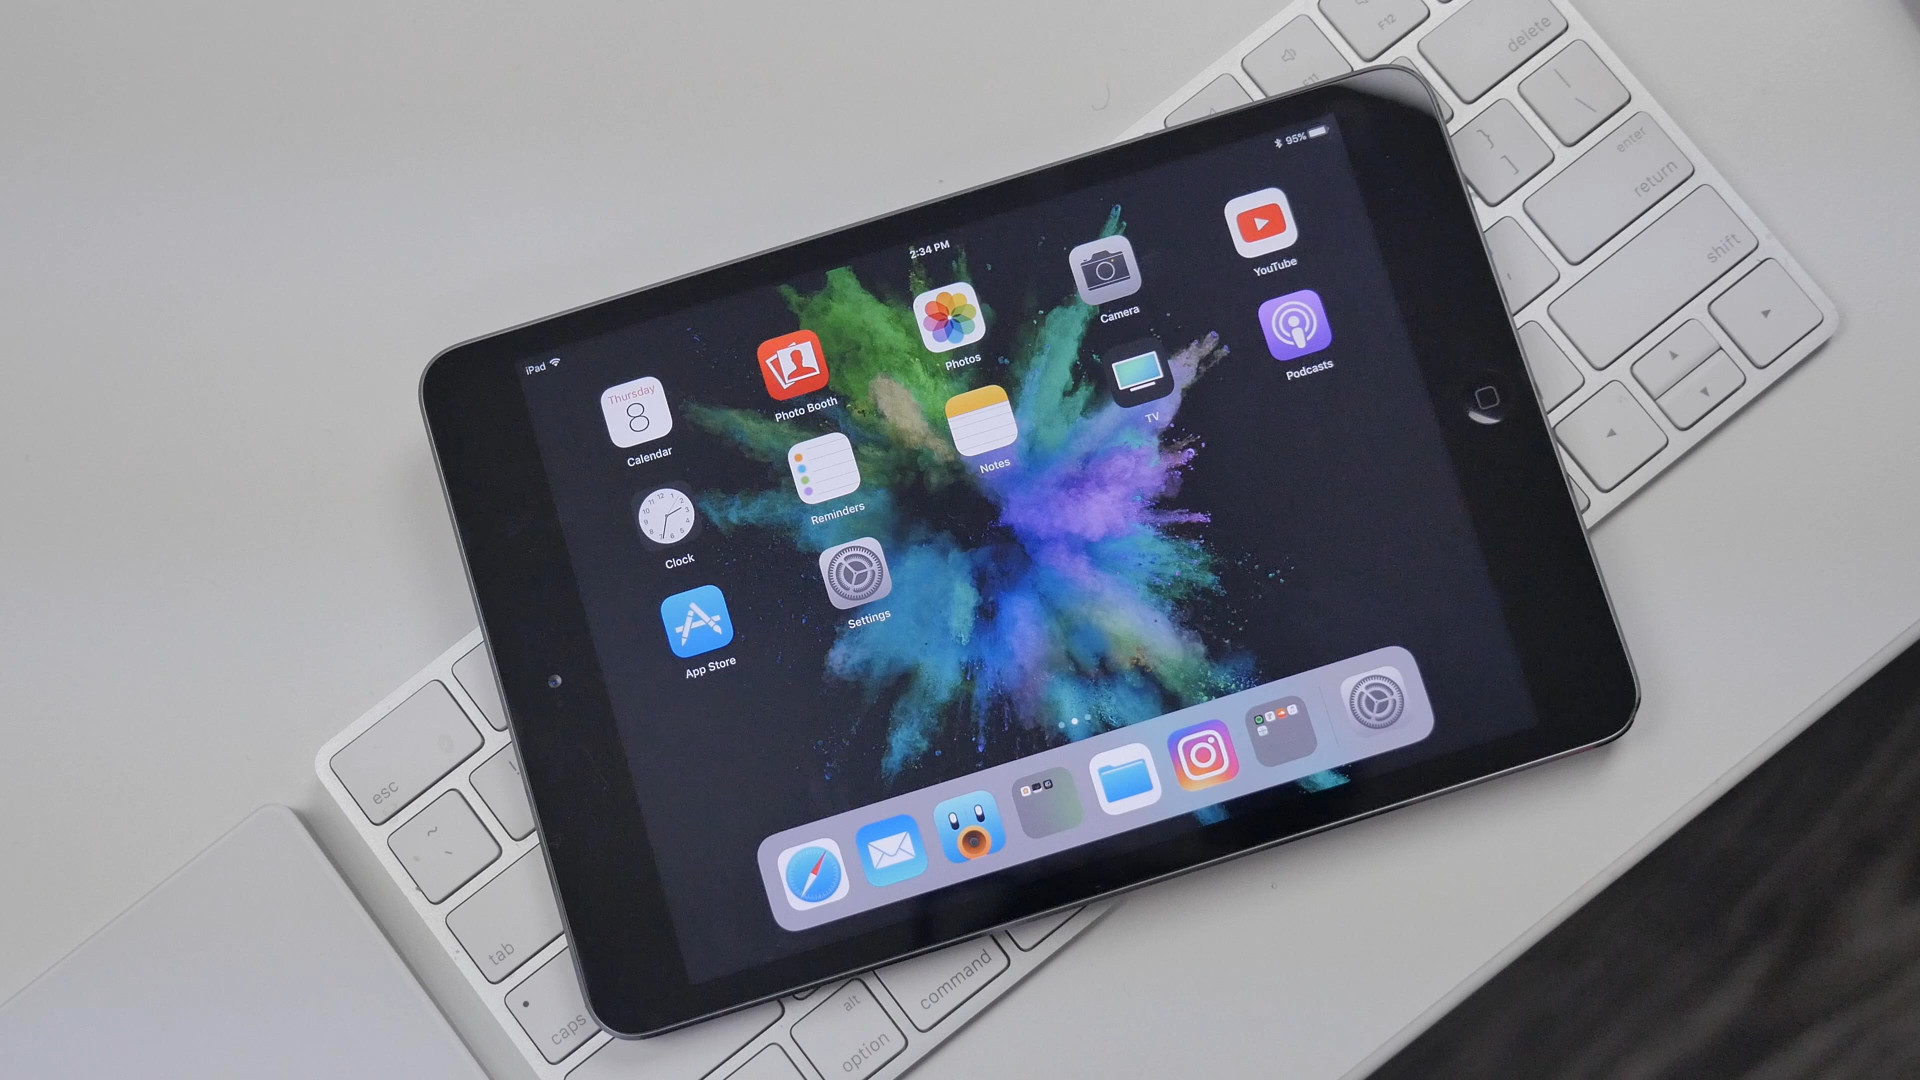 iPad
2:34 PM
95%
Thursday
8
Calendar
Photo Booth
Photos
Camera
YouTube
Clock
Reminders
Notes
TV
Podcasts
App Store
Settings
F12
F11
delete
enter
return
shift
esc
tab
caps
alt
option
command